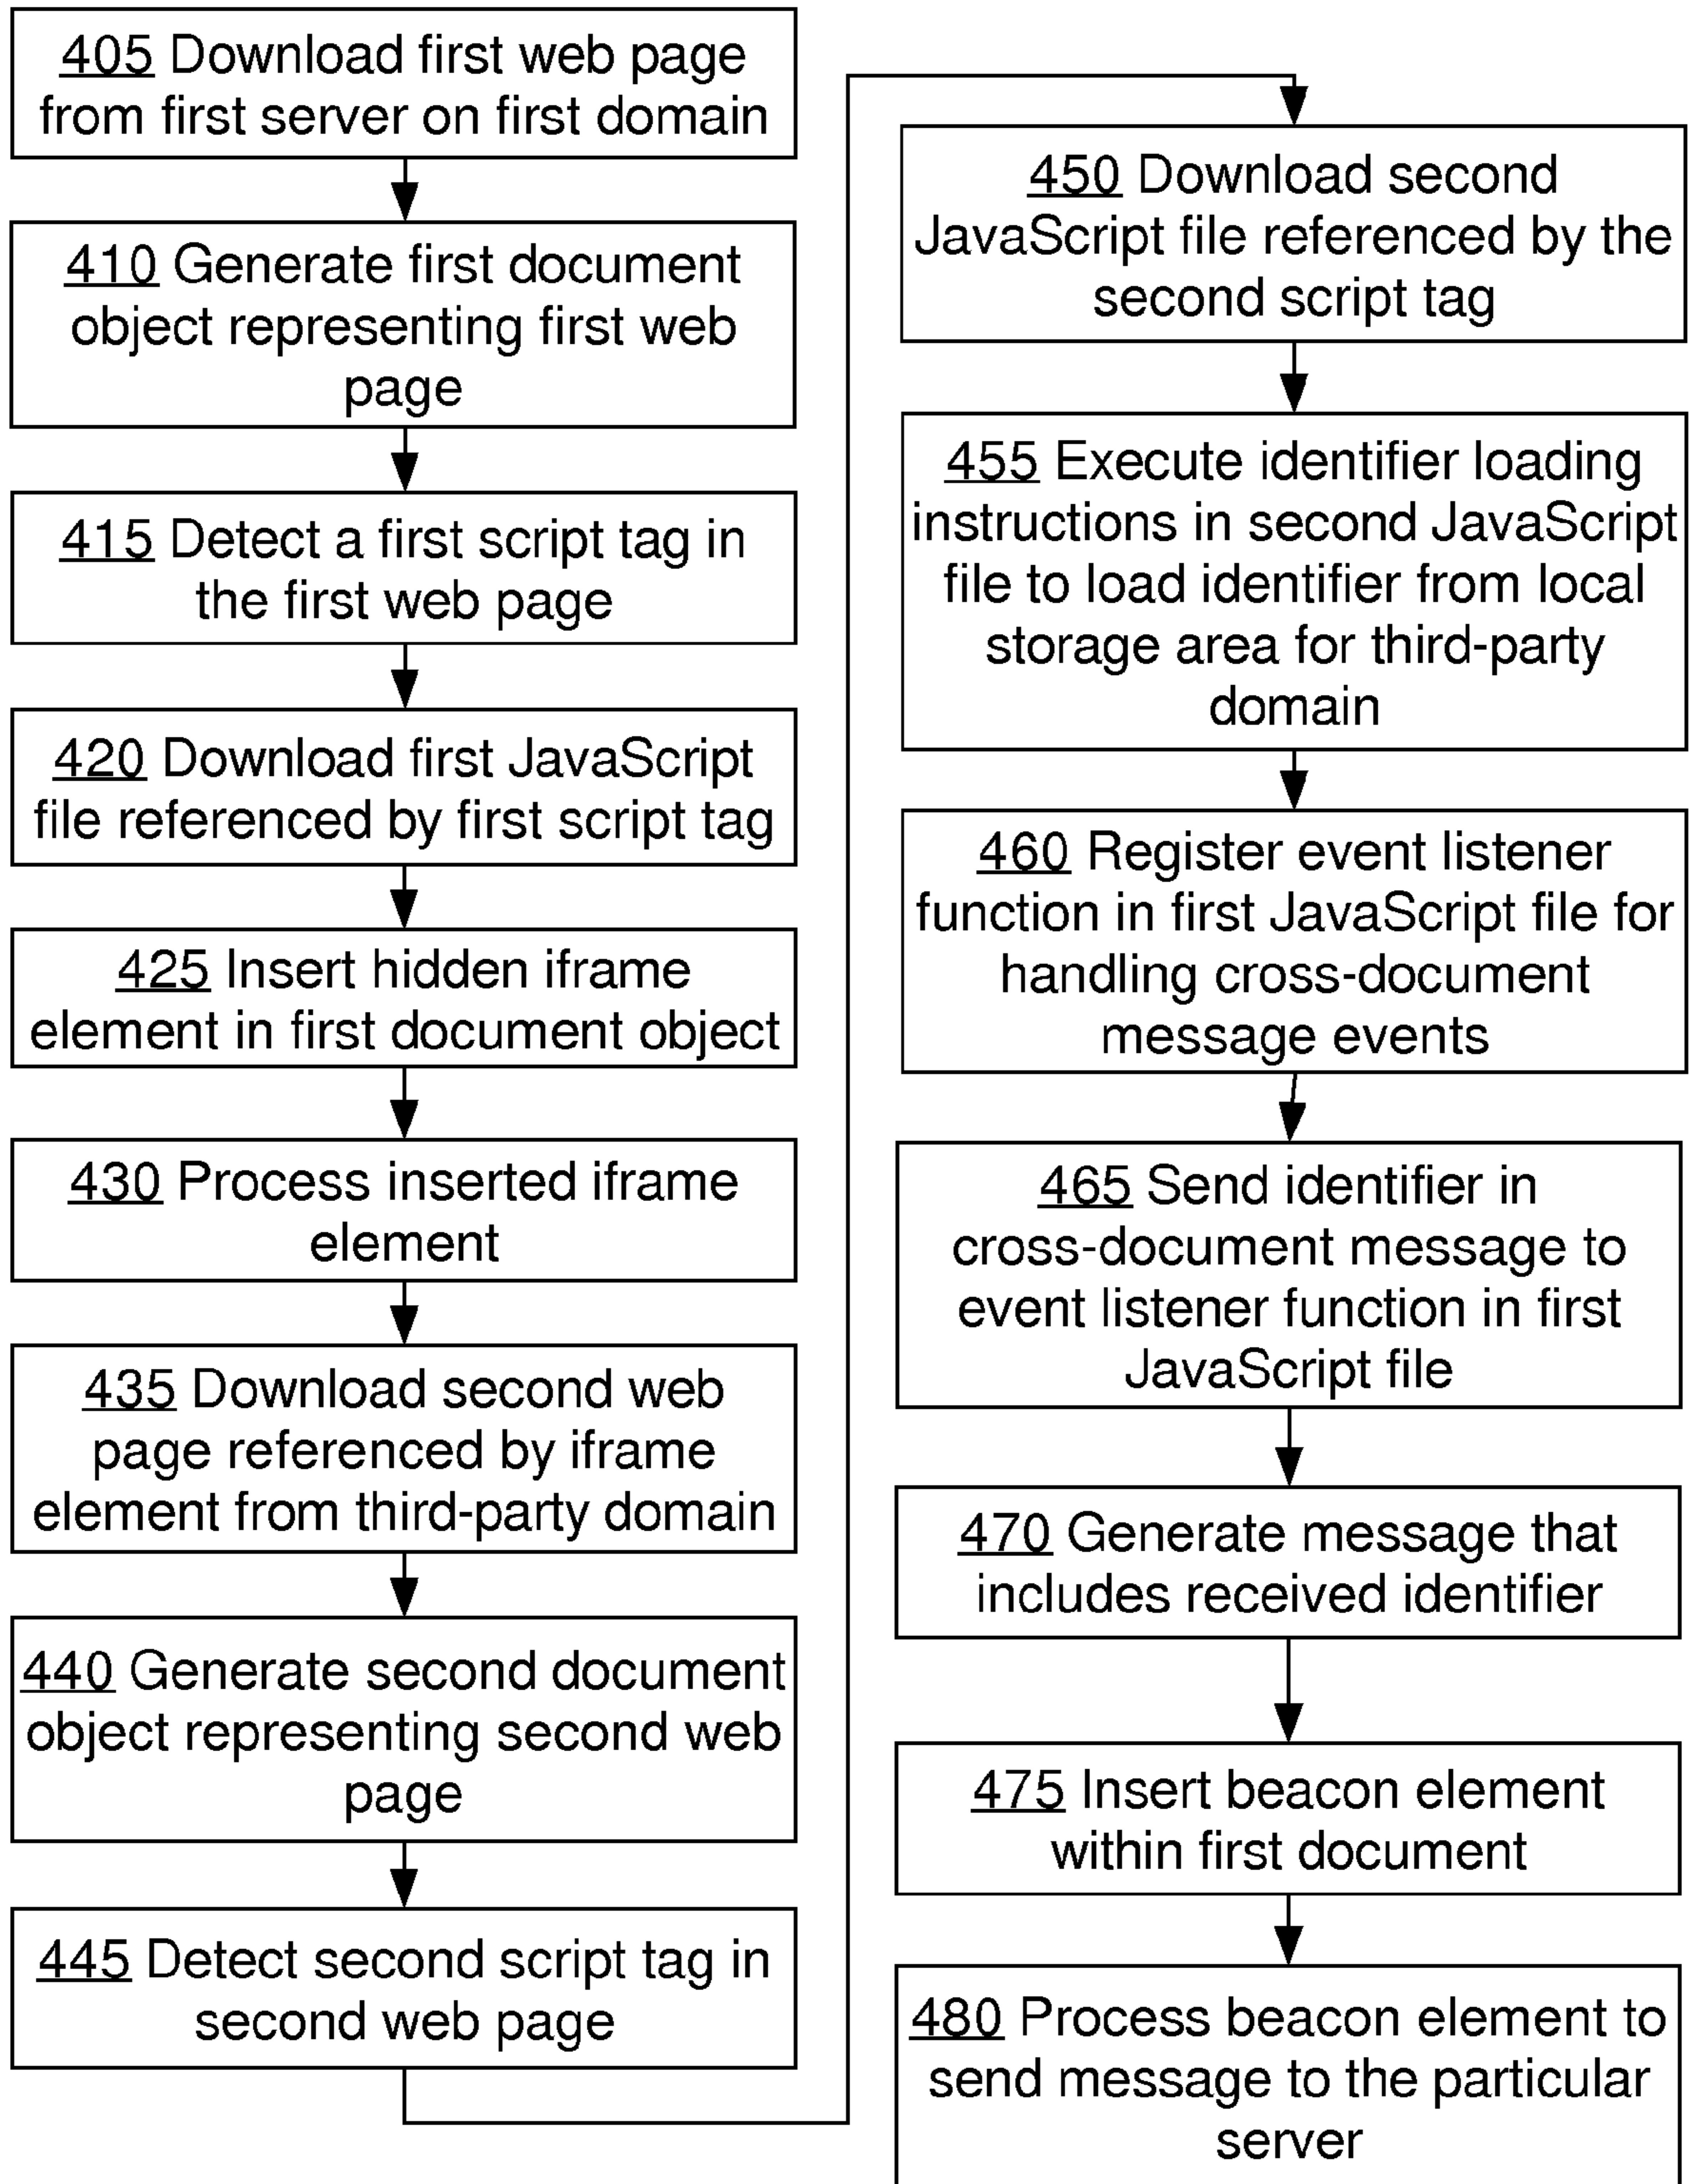 405 Download first web page
from first server on first domain
410 Generate first document
object representing first web
page
415 Detect a first script tag in
the first web page
420 Download first JavaScript
file referenced by first script tag
425 Insert hidden iframe
element in first document object
430 Process inserted iframe
element
435 Download second web
page referenced by iframe
element from third-party domain
440 Generate second document
object representing second web
page
445 Detect second script tag in
second web page
450 Download second
JavaScript file referenced by the
second script tag
455 Execute identifier loading
instructions in second JavaScript
file to load identifier from local
storage area for third-party
domain
460 Register event listener
function in first JavaScript file for
handling cross-document
message events
465 Send identifier in
cross-document message to
event listener function in first
JavaScript file
470 Generate message that
includes received identifier
475 Insert beacon element
within first document
480 Process beacon element to
send message to the particular
server